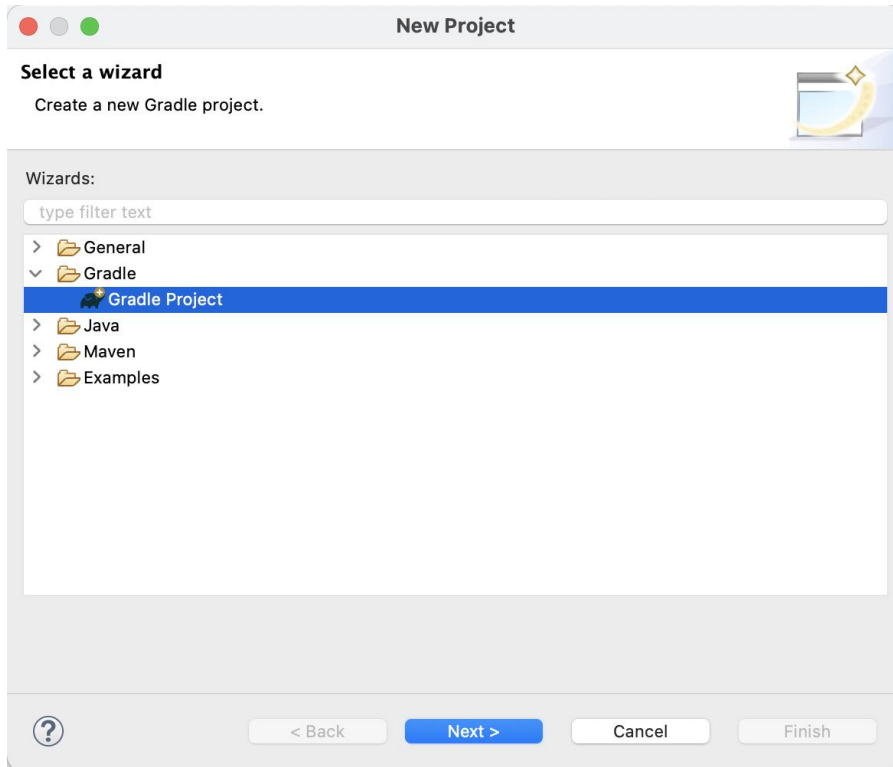 New Project
Select a wizard
Create a new Gradle project.
Wizards:
type filter text
General
Gradle
Gradle Project
Java
Maven
Examples
?
< Back
Next >
Cancel
Finish